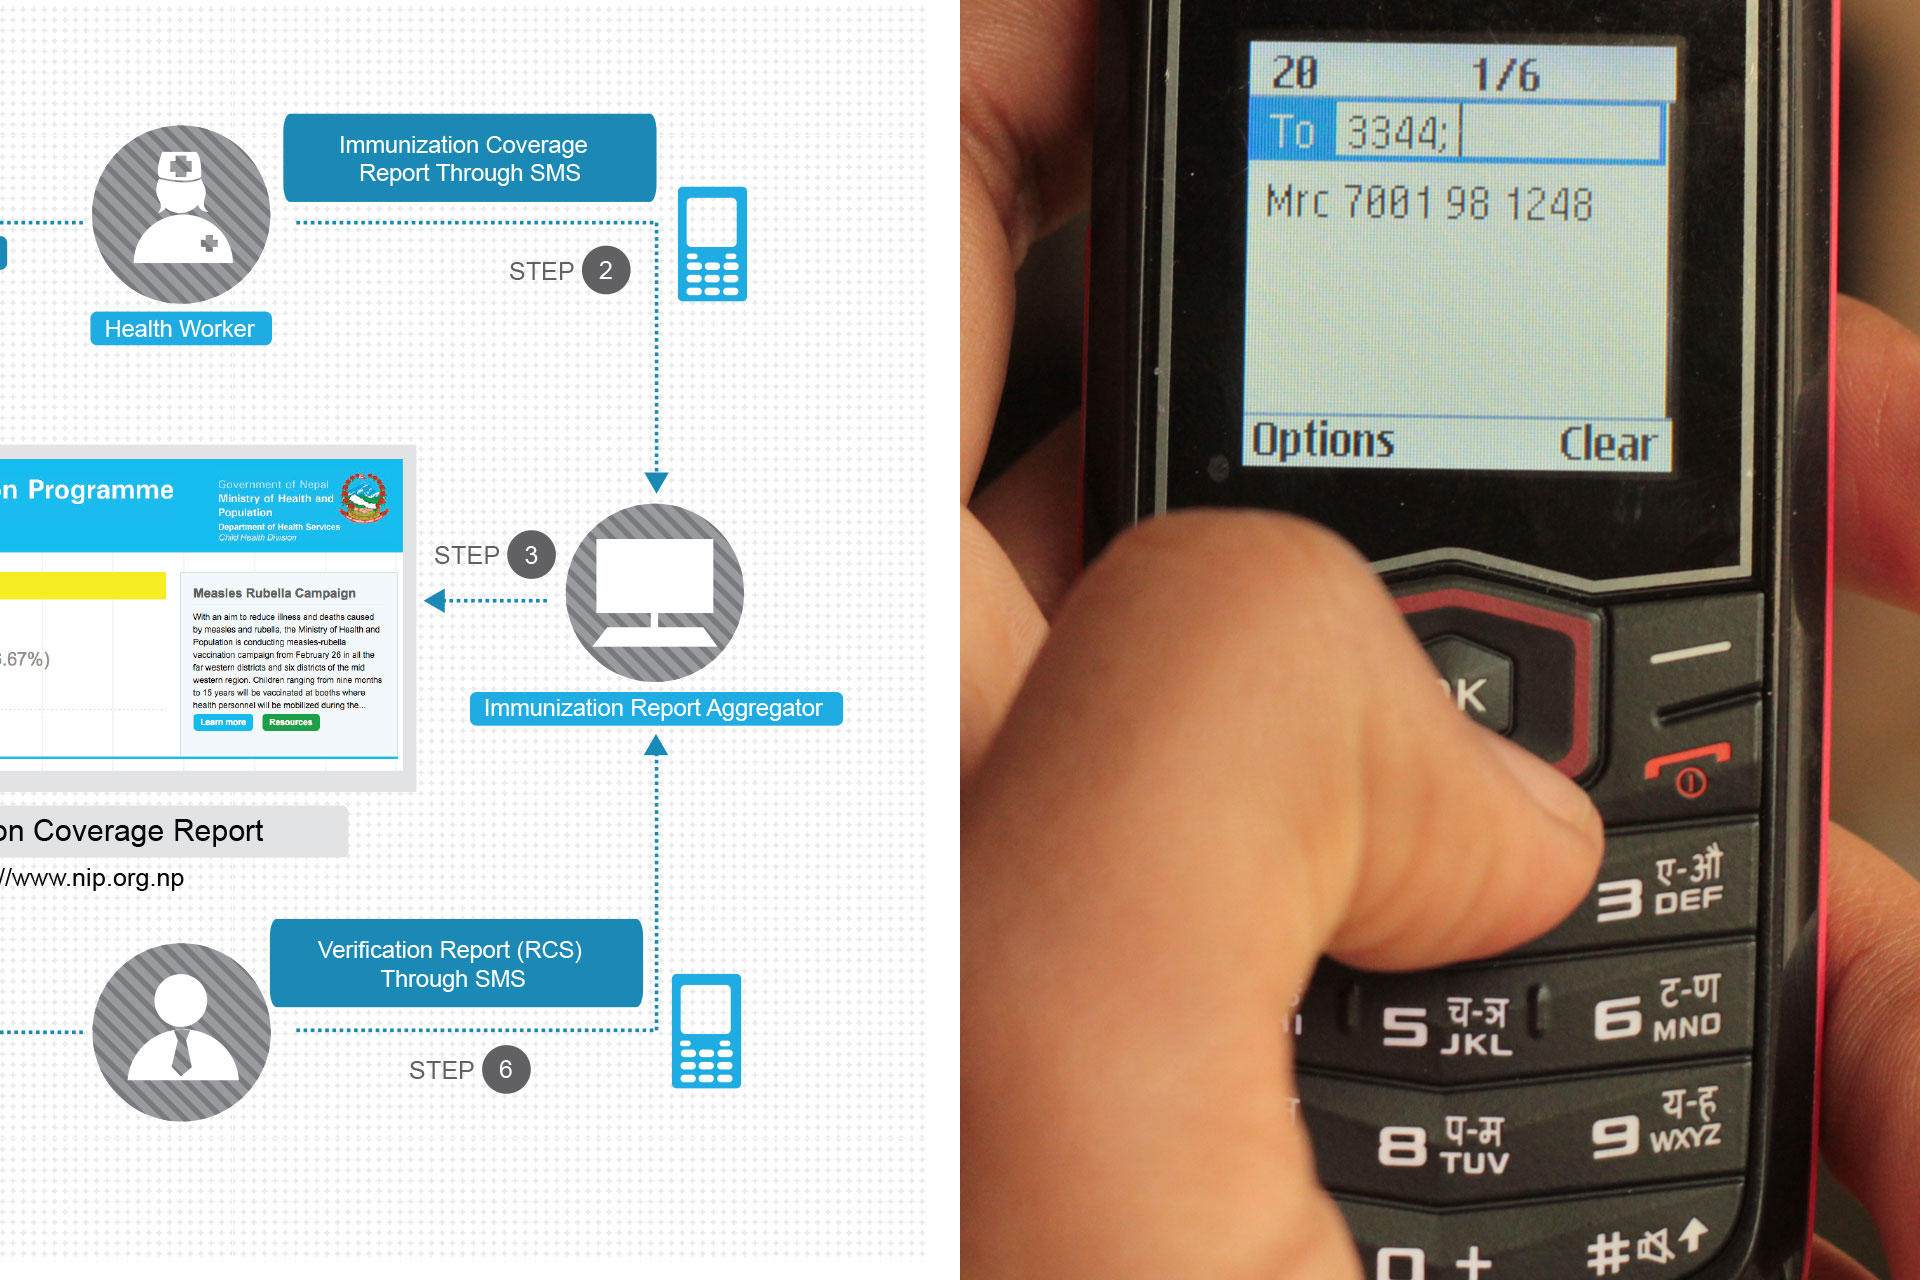 Immunization Coverage
Report Through SMS
STEP 2
Health Worker
on Programme
Government of Nepal
Ministry of Health and
Population
Department of Health Services
Child Health Division
STEP 3
Measles Rubella Campaign
With an aim to reduce illness and deaths caused
by measles and rubella, the Ministry of Health and
Population is conducting measles-rubella
vaccination campaign from February 26 in all the
far western districts and six districts of the mid
western region. Children ranging from nine months
to 15 years will be vaccinated at booths where
health personnel will be mobilized during the...
Learn more Resources
.67%)
Immunization Report Aggregator
on Coverage Report
//www.nip.org.np
Verification Report (RCS)
Through SMS
STEP 6
20 1/6
To 3344;
Mrc 7001 98 1248
Options Clear
OK
3 ए-औ
DEF
5 च-ञ
JKL
6 ट-ण
MNO
8 प-म
TUV
9 य-ह
WXYZ
0 +
#